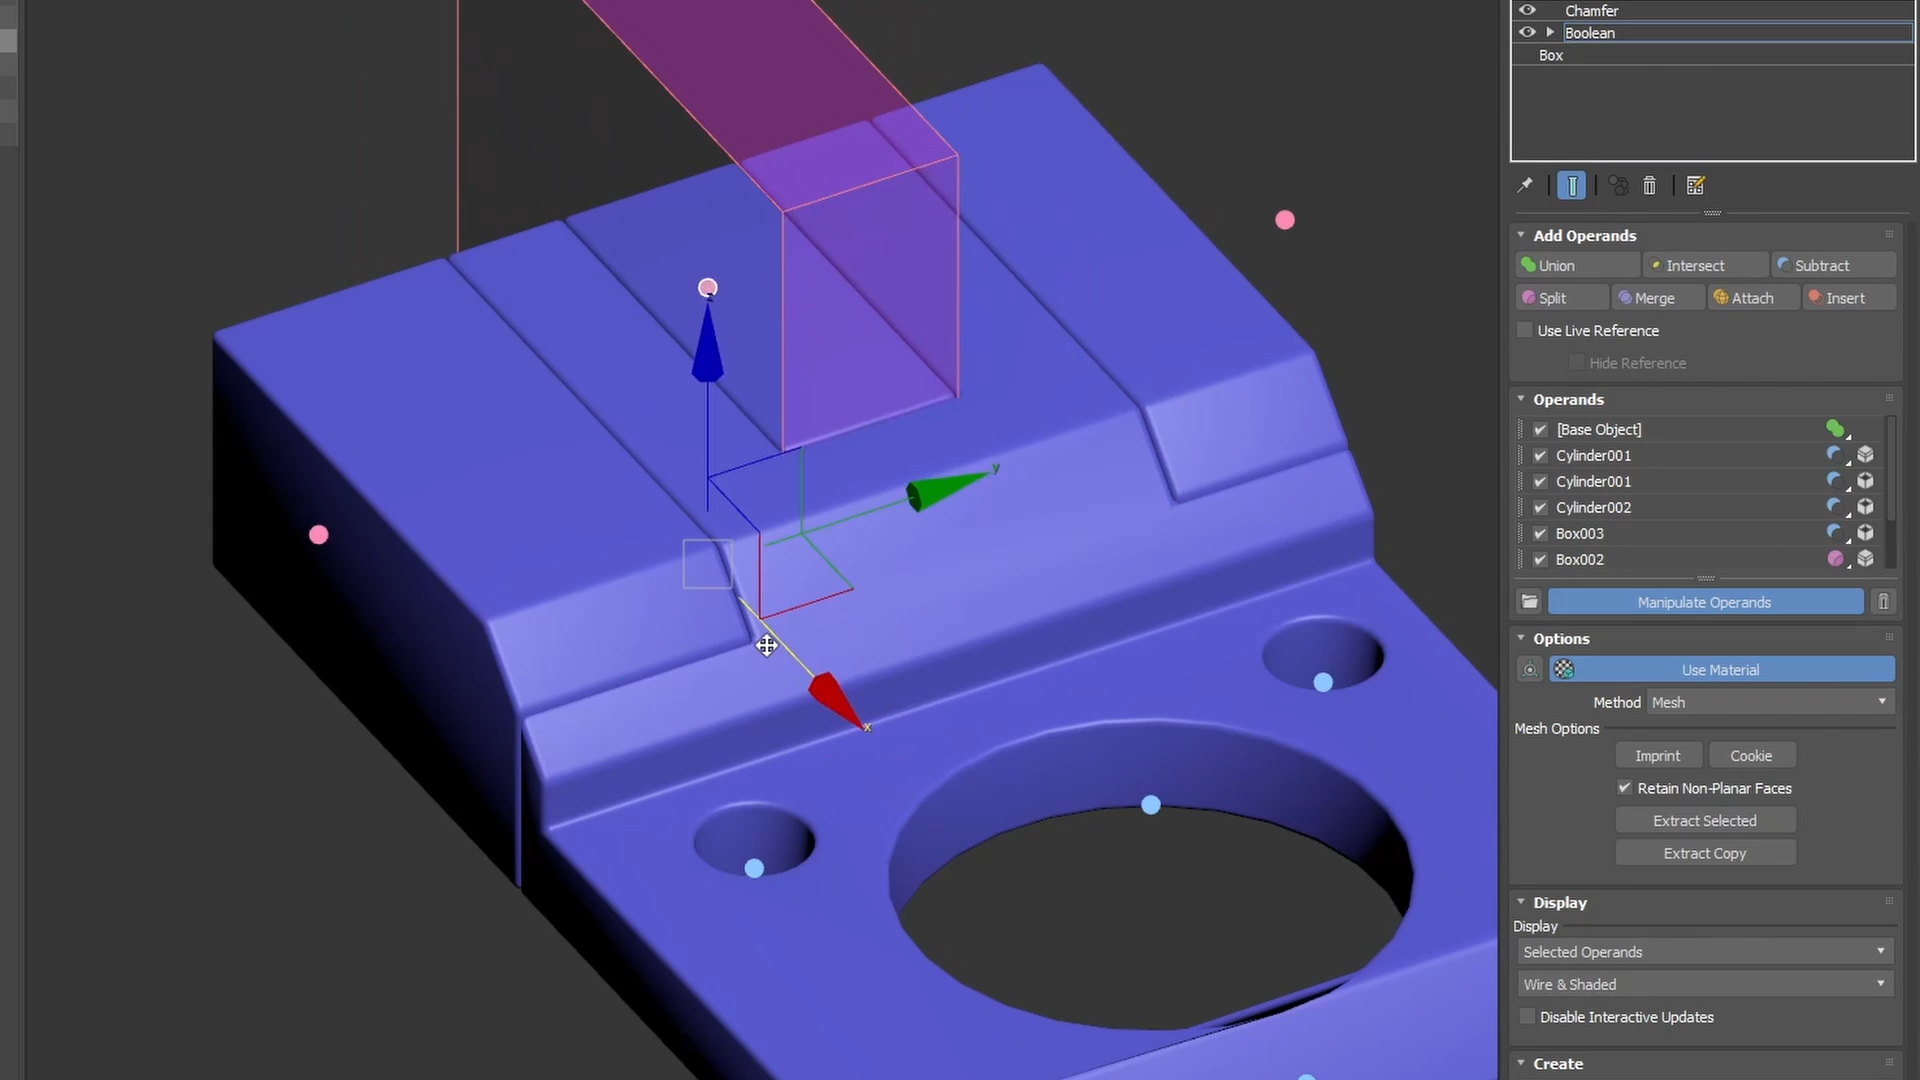 Chamfer
Boolean
Box
Add Operands
Union Intersect Subtract
Split Merge Attach Insert
Use Live Reference
Hide Reference
Operands
[Base Object]
Cylinder001
Cylinder001
Cylinder002
Box003
Box002
Manipulate Operands
Options
Use Material
Method Mesh
Mesh Options
Imprint Cookie
Retain Non-Planar Faces
Extract Selected
Extract Copy
Display
Display
Selected Operands
Wire & Shaded
Disable Interactive Updates
Create
z
y
x